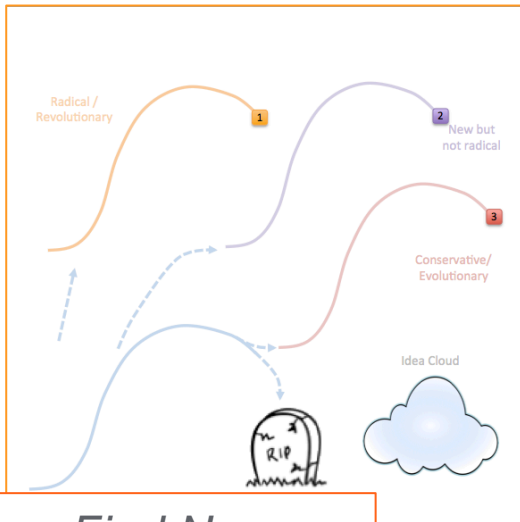 Radical /
Revolutionary
1
2
New but
not radical
3
Conservative/
Evolutionary
Idea Cloud
RIP